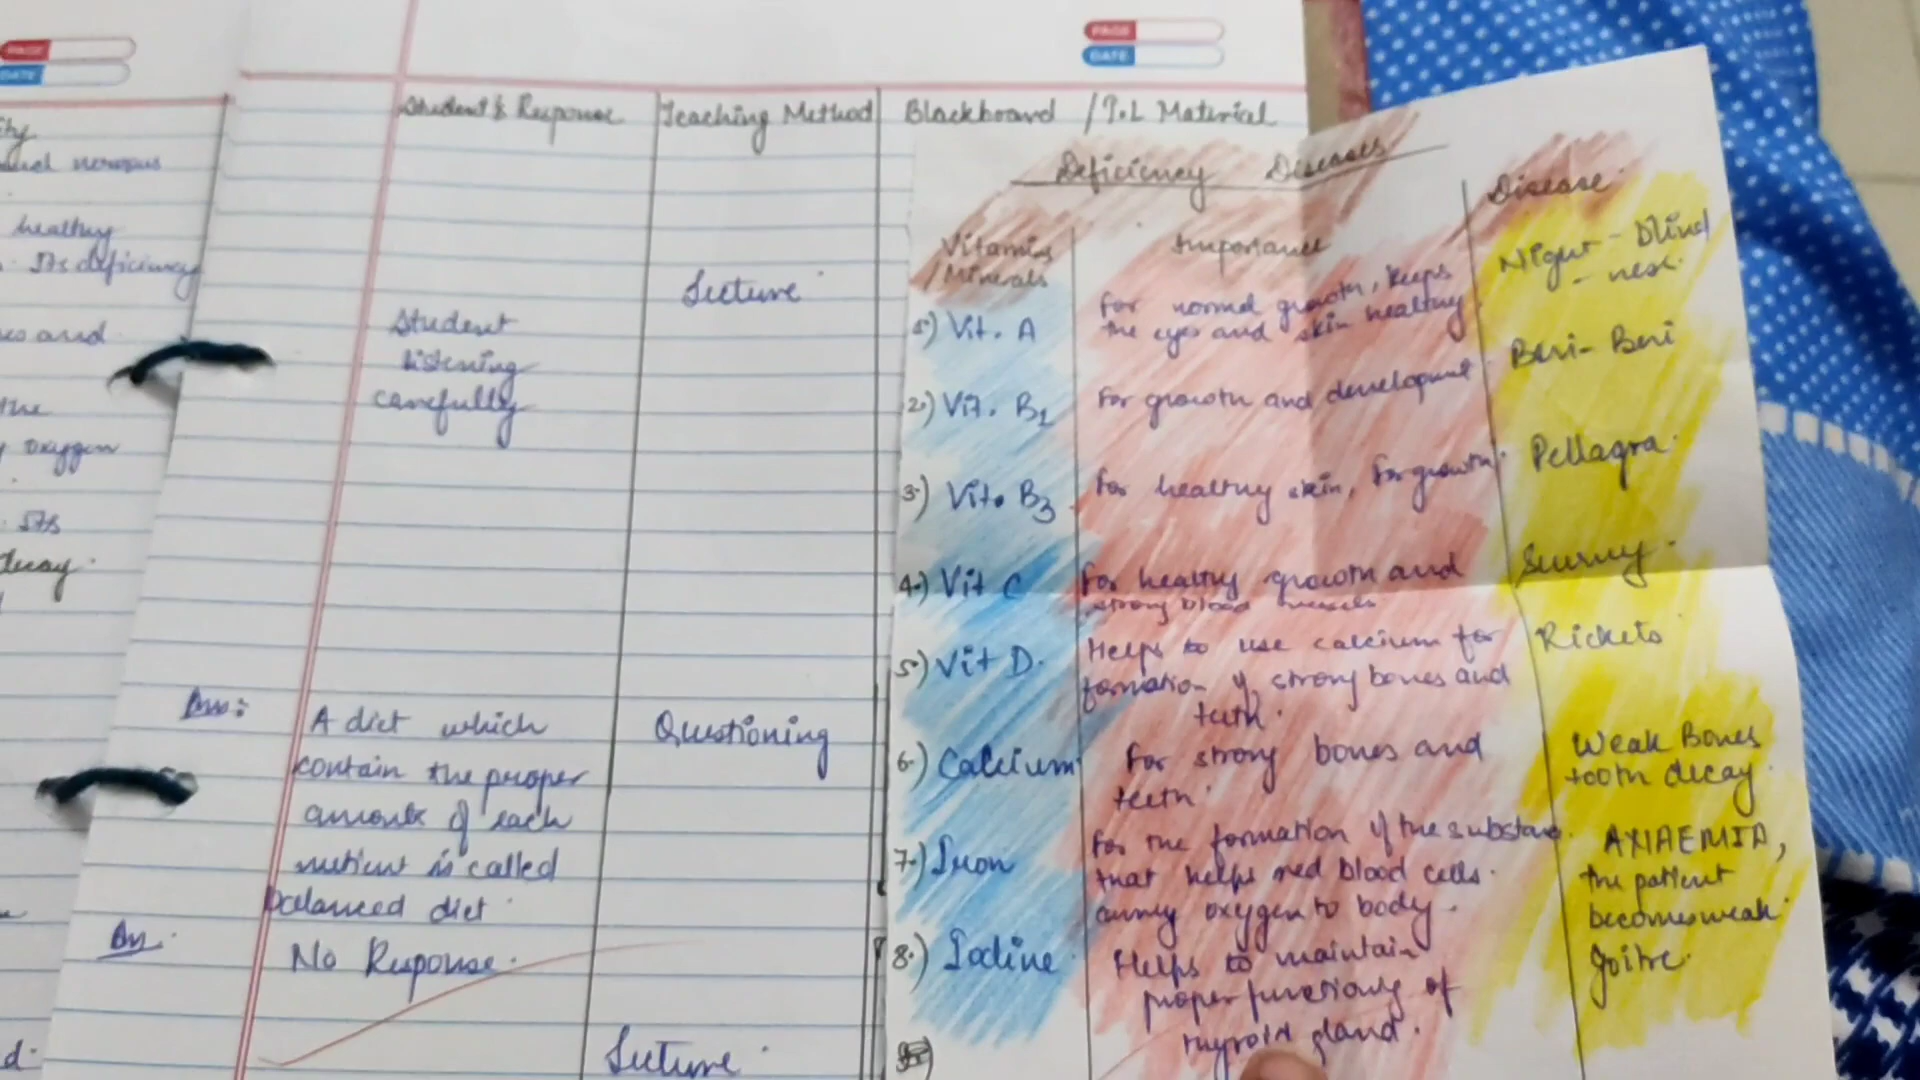 PAGE
DATE
PAGE
DATE
nervous
healthy
Its deficiency
and
the
oxygen
Its
decay.
d.
Student's Response
Teaching Method
Blackboard / T.L Material
Lecture
Student
listening
carefully
Ans:
A diet which
contain the proper
amount of each
nutrient is called
balanced diet.
Questioning
An.
No Response.
Lecture
Deficiency Diseases
Vitamins
/Minerals
Importance
Disease
1.) Vit. A
For normal growth, keeps
the eyes and skin healthy.
Night - Blind
- ness.
2.) Vit. B1
For growth and development.
Beri-Beri
3.) Vit. B3
For healthy skin, for growth.
Pellagra.
4.) Vit C
For healthy growth and
strong blood vessels
Scurvy.
5.) Vit D.
Helps to use calcium for
formation of strong bones and
teeth.
Rickets
6.) Calcium
For strong bones and
teeth.
Weak Bones
tooth decay.
7.) Iron
For the formation of the substance
that helps red blood cells.
carry oxygen to body.
ANAEMIA,
the patient
becomes weak.
8.) Iodine
Helps to maintain
proper functioning of
thyroid gland.
Goitre.